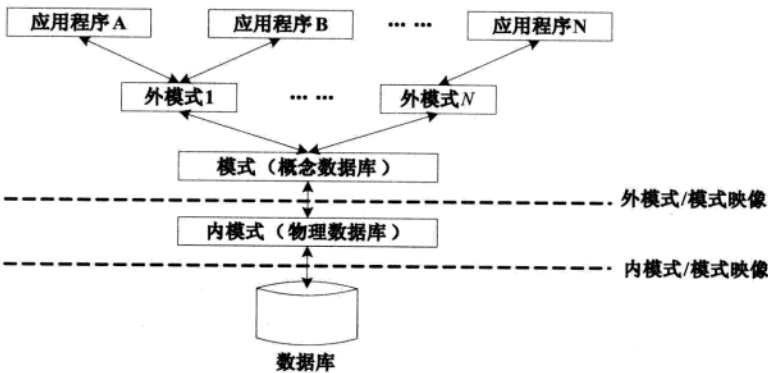 应用程序A 应用程序B …… 应用程序N
外模式1 …… 外模式N
模式（概念数据库）
外模式/模式映像
内模式（物理数据库）
内模式/模式映像
数据库